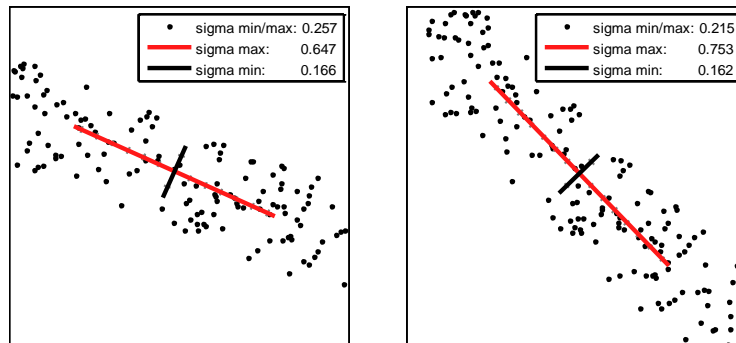 sigma min/max: 0.257
sigma max: 0.647
sigma min: 0.166
sigma min/max: 0.215
sigma max: 0.753
sigma min: 0.162